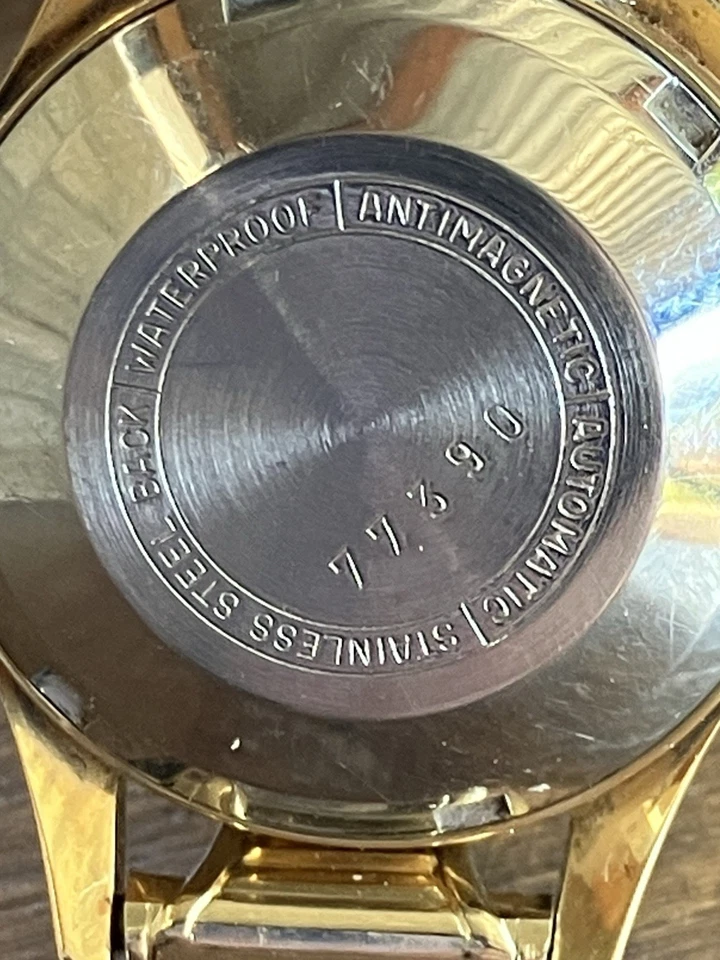 WATERPROOF | ANTIMAGNETIC | AUTOMATIC | STAINLESS STEEL BACK |
77390